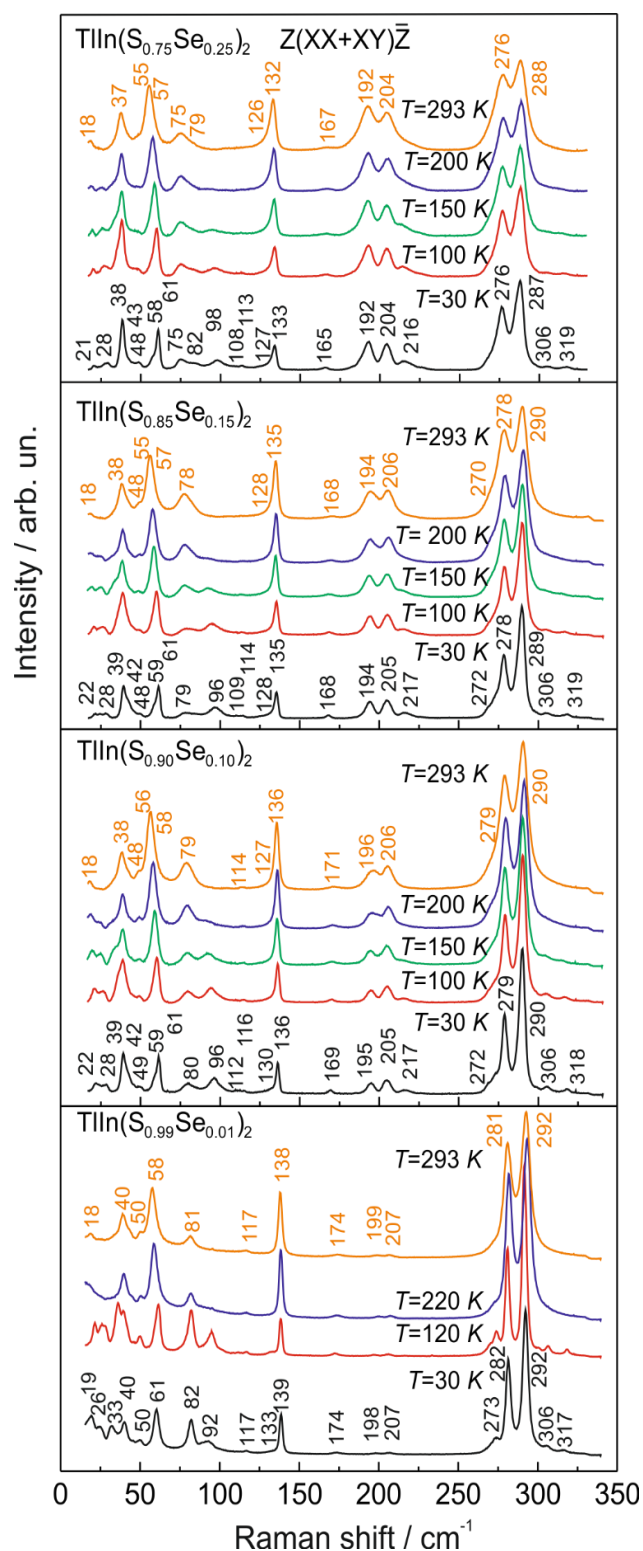 TlIn(S0.75Se0.25)2 Z(XX+XY)Z̄
18 37 55 57 75 79 126 132 167 192 204 276 288
T=293 K
T=200 K
T=150 K
T=100 K
T=30 K
21 28 38 43 48 58 61 75 82 98 108 113 127 133 165 192 204 216 276 287 306 319
TlIn(S0.85Se0.15)2
18 38 48 55 57 78 128 135 168 194 206 270 278 290
T=293 K
T= 200 K
T=150 K
T=100 K
T=30 K
22 28 39 42 48 59 61 79 96 109 114 128 135 168 194 205 217 272 278 289 306 319
TlIn(S0.90Se0.10)2
18 38 48 56 58 79 114 127 136 171 196 206 279 290
T=293 K
T=200 K
T=150 K
T=100 K
T=30 K
22 28 39 42 49 59 61 80 96 112 116 130 136 169 195 205 217 272 279 290 306 318
TlIn(S0.99Se0.01)2
18 40 50 58 81 117 138 174 199 207 281 292
T=293 K
T=220 K
T=120 K
T=30 K
19 26 33 40 50 61 82 92 117 133 139 174 198 207 273 282 292 306 317
0 50 100 150 200 250 300 350
Raman shift / cm-1
Intensity / arb. un.